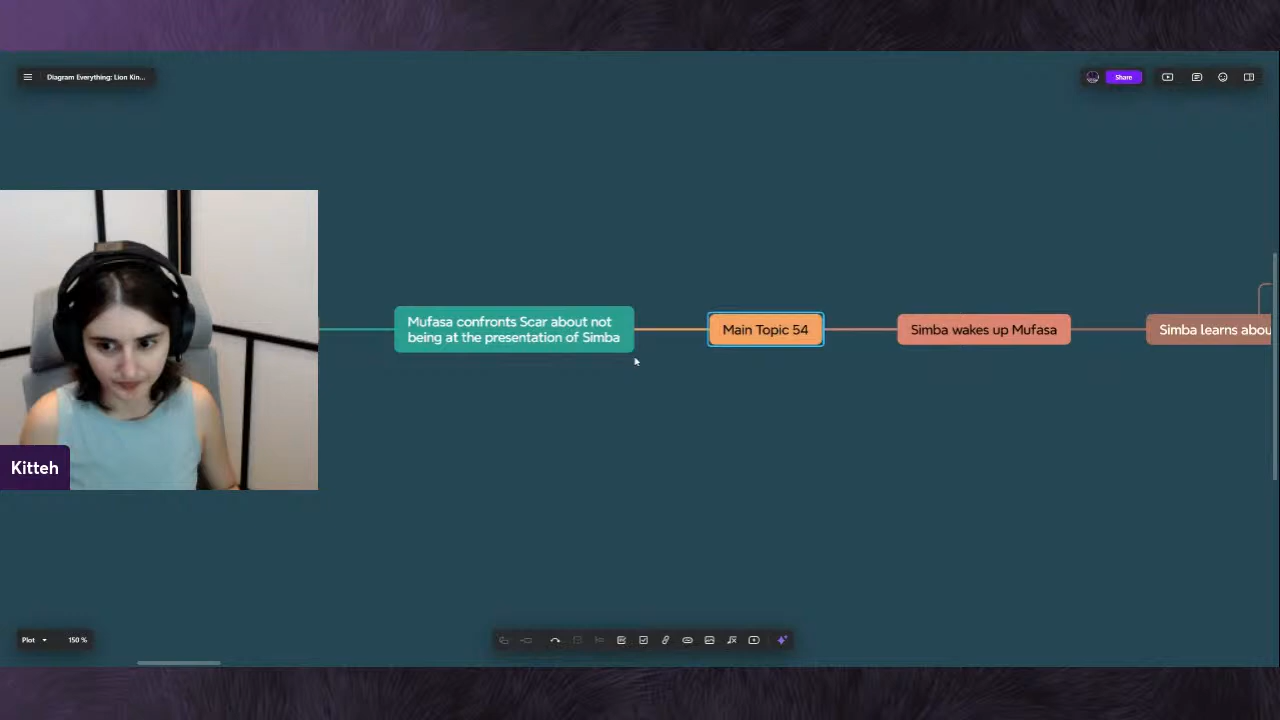 Diagram Everything: Lion Kin...
Share
Mufasa confronts Scar about not
being at the presentation of Simba
Main Topic 54
Simba wakes up Mufasa
Simba learns abou
Kitteh
Plot
150 %